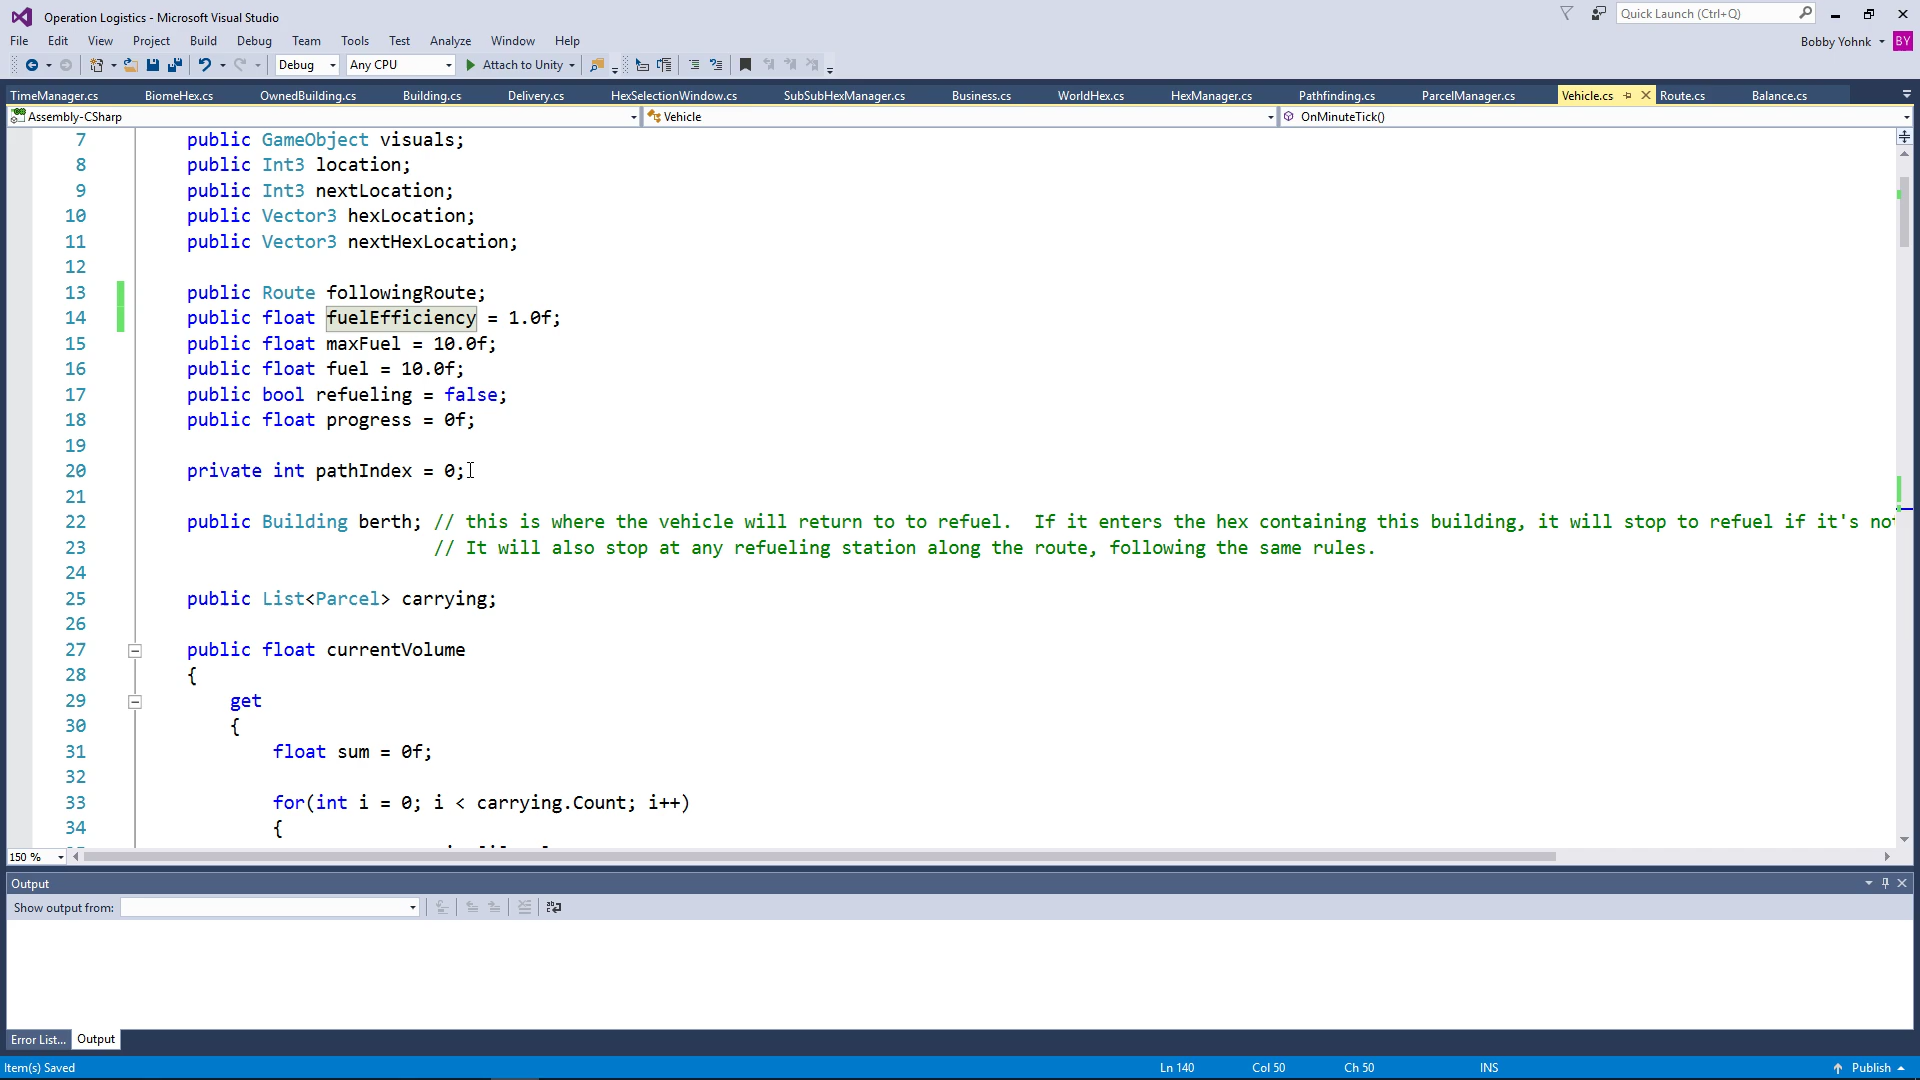 Operation Logistics - Microsoft Visual Studio
Quick Launch (Ctrl+Q)
File Edit View Project Build Debug Team Tools Test Analyze Window Help
Bobby Yohnk BY
Debug Any CPU Attach to Unity
TimeManager.cs BiomeHex.cs OwnedBuilding.cs Building.cs Delivery.cs HexSelectionWindow.cs SubSubHexManager.cs Business.cs WorldHex.cs HexManager.cs Pathfinding.cs ParcelManager.cs Vehicle.cs Route.cs Balance.cs
Assembly-CSharp Vehicle OnMinuteTick()
7 public GameObject visuals;
8 public Int3 location;
9 public Int3 nextLocation;
10 public Vector3 hexLocation;
11 public Vector3 nextHexLocation;
12
13 public Route followingRoute;
14 public float fuelEfficiency = 1.0f;
15 public float maxFuel = 10.0f;
16 public float fuel = 10.0f;
17 public bool refueling = false;
18 public float progress = 0f;
19
20 private int pathIndex = 0;
21
22 public Building berth; // this is where the vehicle will return to to refuel.  If it enters the hex containing this building, it will stop to refuel if it's not
23 // It will also stop at any refueling station along the route, following the same rules.
24
25 public List<Parcel> carrying;
26
27 public float currentVolume
28 {
29 get
30 {
31 float sum = 0f;
32
33 for(int i = 0; i < carrying.Count; i++)
34 {
150 %
Output
Show output from:
Error List... Output
Item(s) Saved Ln 140 Col 50 Ch 50 INS Publish